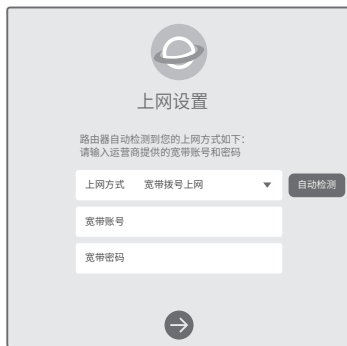 上网设置
路由器自动检测到您的上网方式如下：
请输入运营商提供的宽带账号和密码
上网方式 宽带拨号上网 自动检测
宽带账号
宽带密码